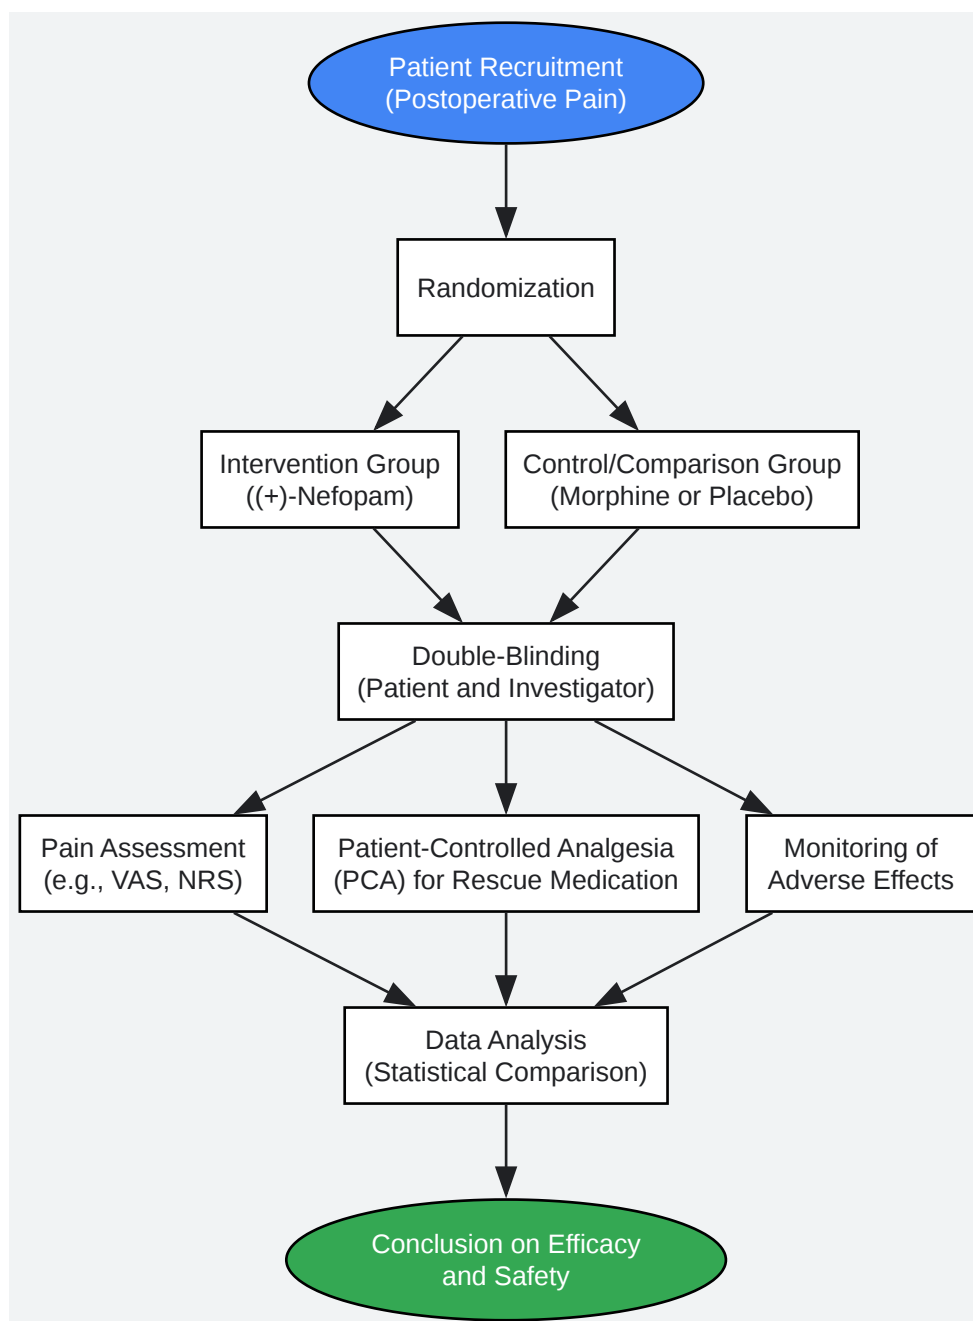 Patient Recruitment
(Postoperative Pain)
Randomization
Intervention Group
((+)-Nefopam)
Control/Comparison Group
(Morphine or Placebo)
Double-Blinding
(Patient and Investigator)
Pain Assessment
(e.g., VAS, NRS)
Patient-Controlled Analgesia
(PCA) for Rescue Medication
Monitoring of
Adverse Effects
Data Analysis
(Statistical Comparison)
Conclusion on Efficacy
and Safety